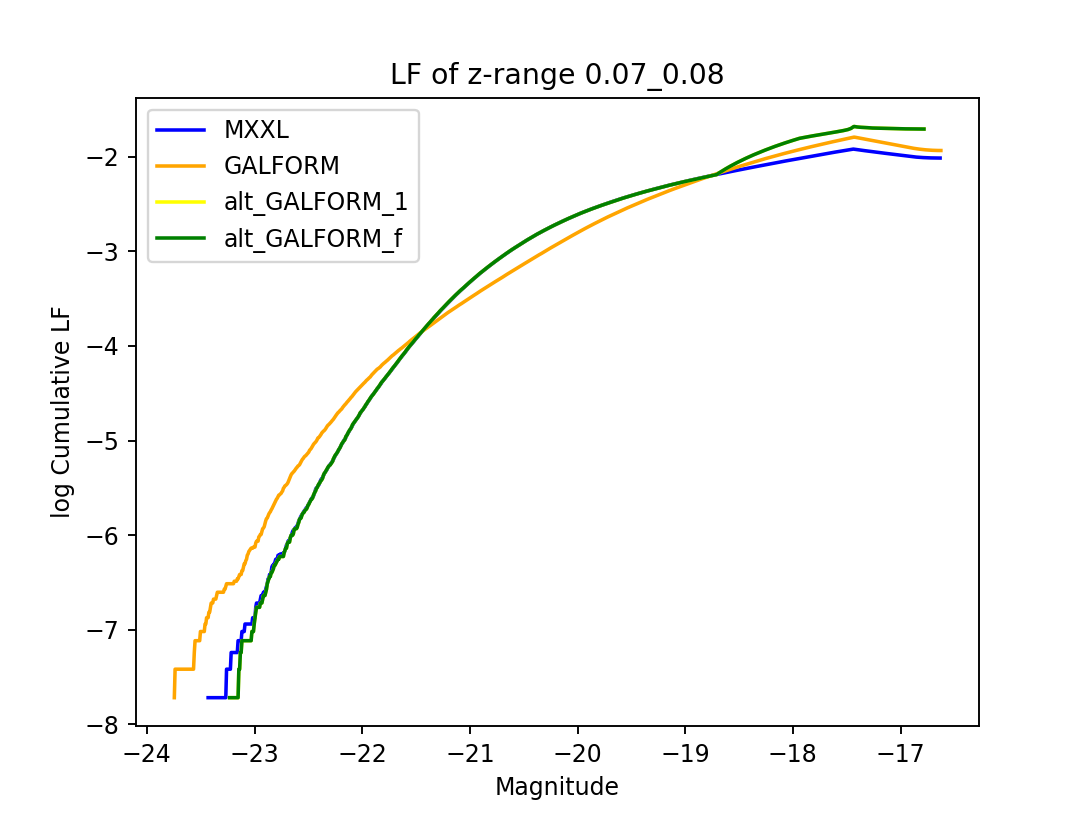 LF of z-range 0.07_0.08
MXXL
GALFORM
alt_GALFORM_1
alt_GALFORM_f
log Cumulative LF
−2
−3
−4
−5
−6
−7
−8
−24 −23 −22 −21 −20 −19 −18 −17
Magnitude